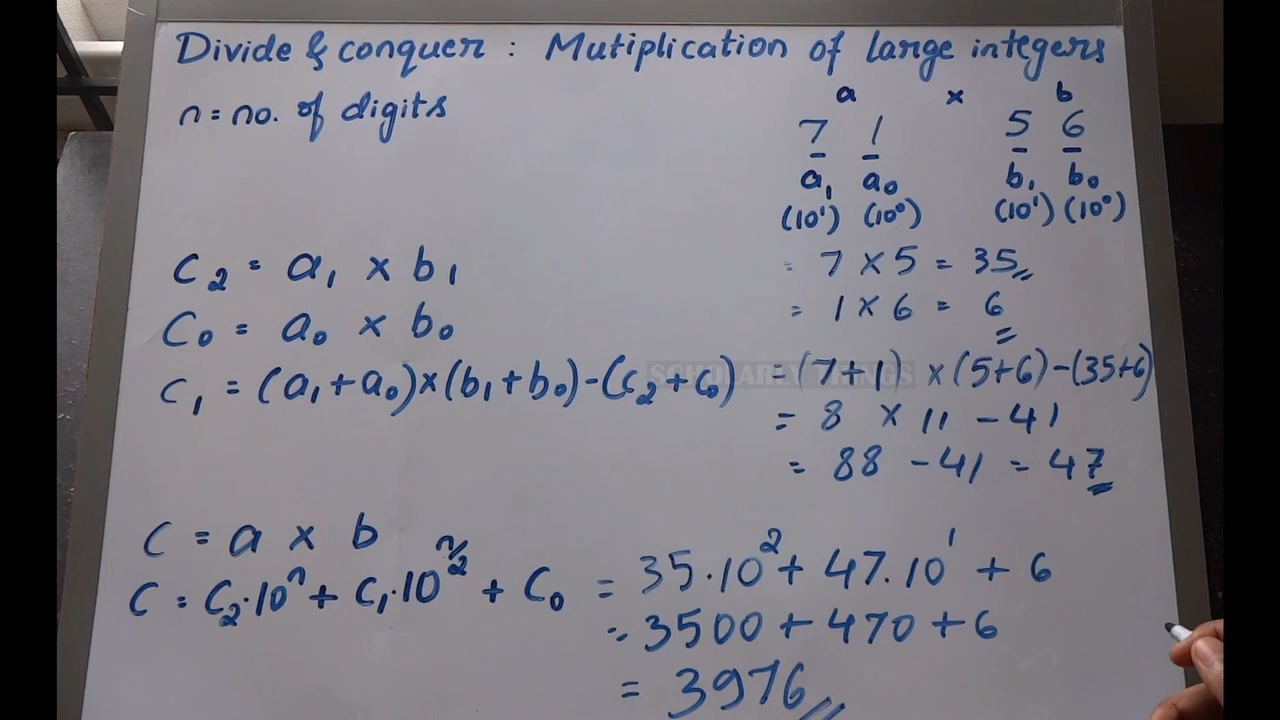 Divide & conquer : Mutiplication of large integers
n = no. of digits
a × b
7 1 5 6
a₁ a₀ b₁ b₀
(10¹) (10⁰) (10¹) (10⁰)
C₂ = a₁ × b₁ = 7 × 5 = 35
C₀ = a₀ × b₀ = 1 × 6 = 6
SCHOLARLY THINGS
C₁ = (a₁+a₀)×(b₁+b₀)-(C₂+C₀) = (7+1) × (5+6)-(35+6)
= 8 × 11 - 41
= 88 - 41 = 47
C = a × b
C = C₂·10ⁿ + C₁·10^(n/2) + C₀ = 35·10² + 47.10¹ + 6
= 3500 + 470 + 6
= 3976